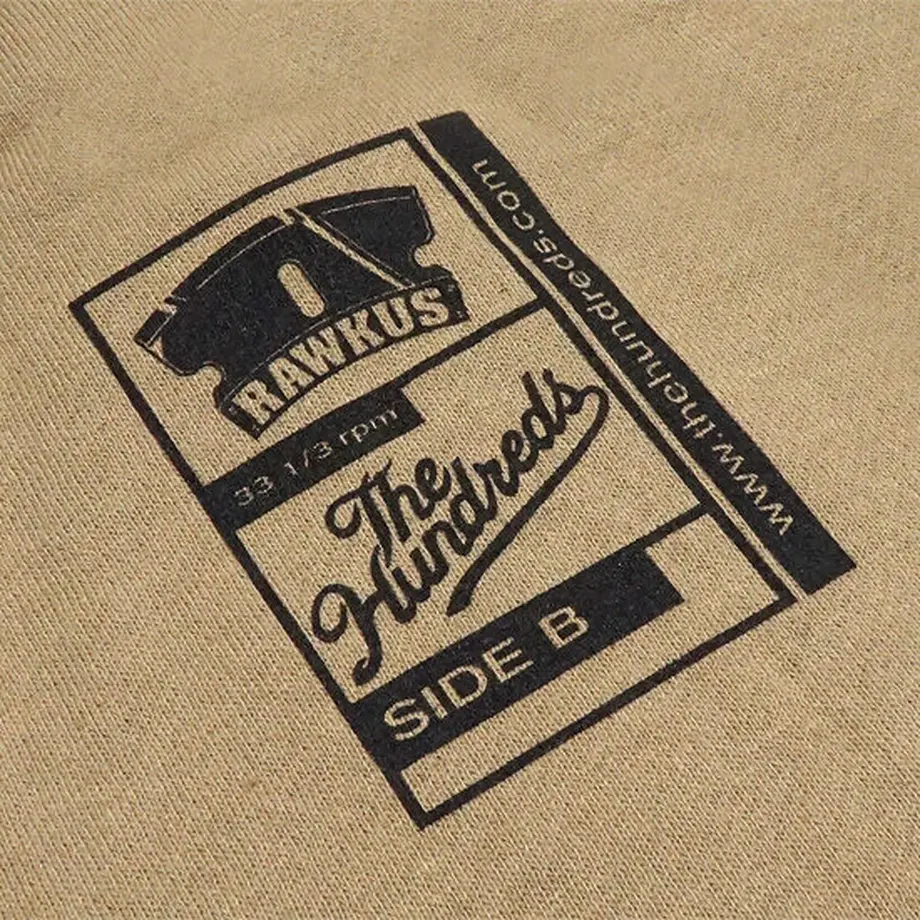 RAWKUS
33 1/3 rpm
The
Hundreds
SIDE B
www.thehundreds.com